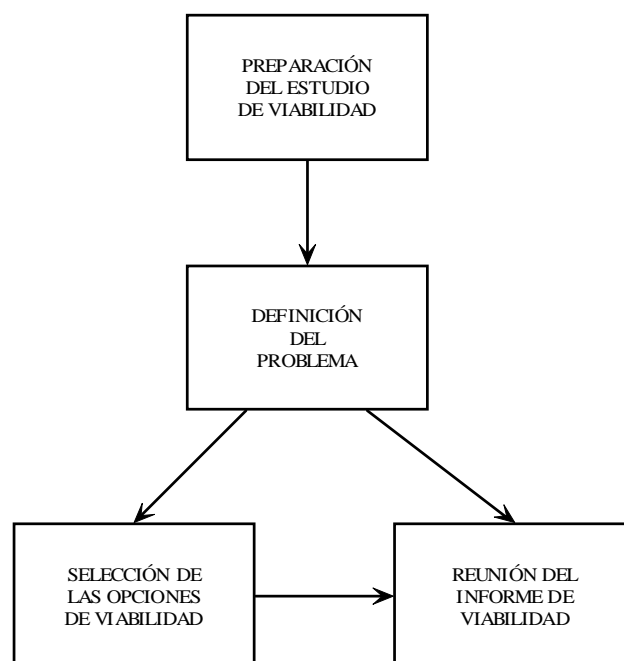 PREPARACIÓN
DEL ESTUDIO
DE VIABILIDAD
DEFINICIÓN
DEL
PROBLEMA
SELECCIÓN DE
LAS OPCIONES
DE VIABILIDAD
REUNIÓN DEL
INFORME DE
VIABILIDAD